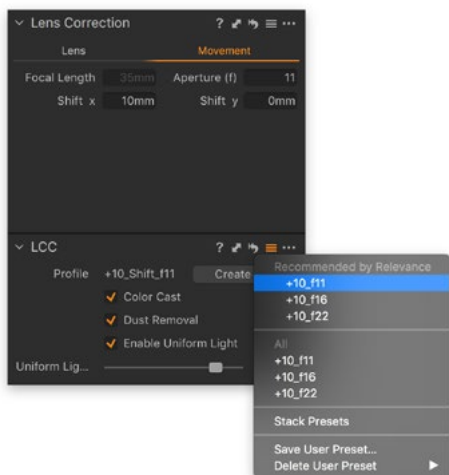 Lens Correction ?
Lens Movement
Focal Length 35mm Aperture (f) 11
Shift x 10mm Shift y 0mm
LCC ?
Profile +10_Shift_f11 Create
Color Cast
Dust Removal
Enable Uniform Light
Uniform Lig...
Recommended by Relevance
+10_f11
+10_f16
+10_f22
All
+10_f11
+10_f16
+10_f22
Stack Presets
Save User Preset...
Delete User Preset